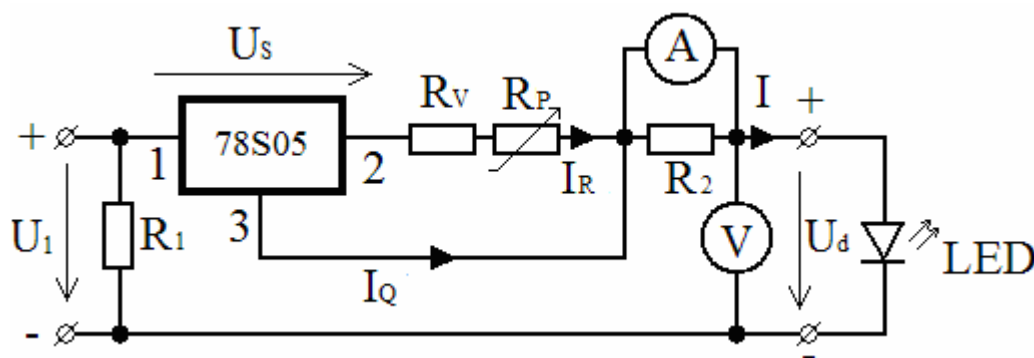 Us
A
Rv
RP
I
+
+
78S05
1
2
IR
R2
U1
R1
3
V
Ud
LED
IQ
-
-